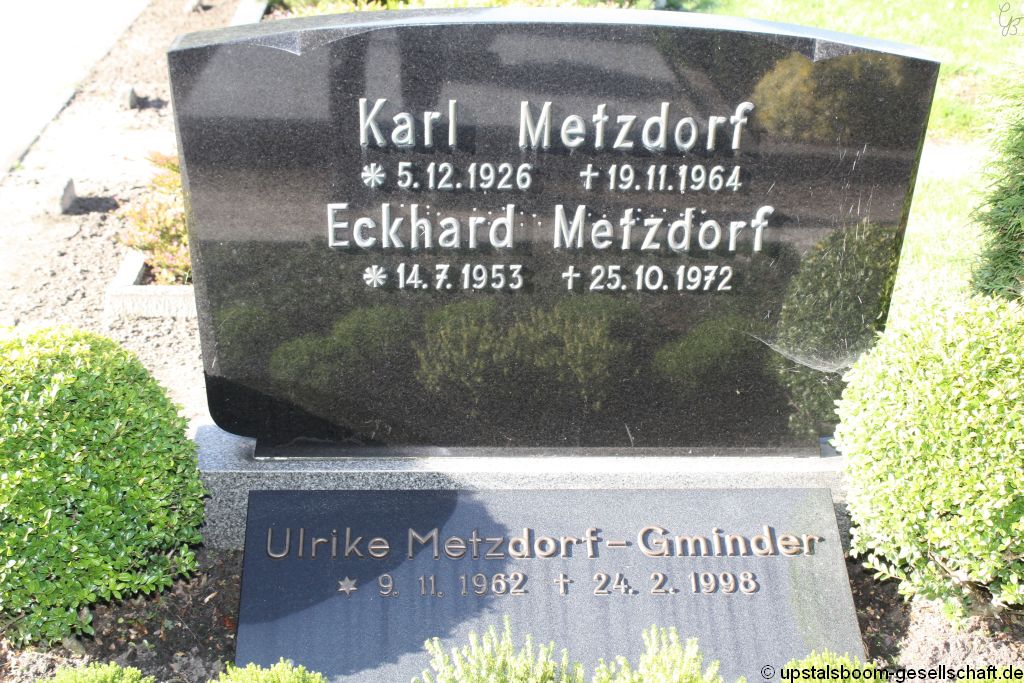 Karl Metzdorf
* 5.12.1926 † 19.11.1964
Eckhard Metzdorf
* 14.7.1953 † 25.10.1972
Ulrike Metzdorf-Gminder
* 9. 11. 1962 † 24. 2. 1998
© upstalsboom-gesellschaft.de